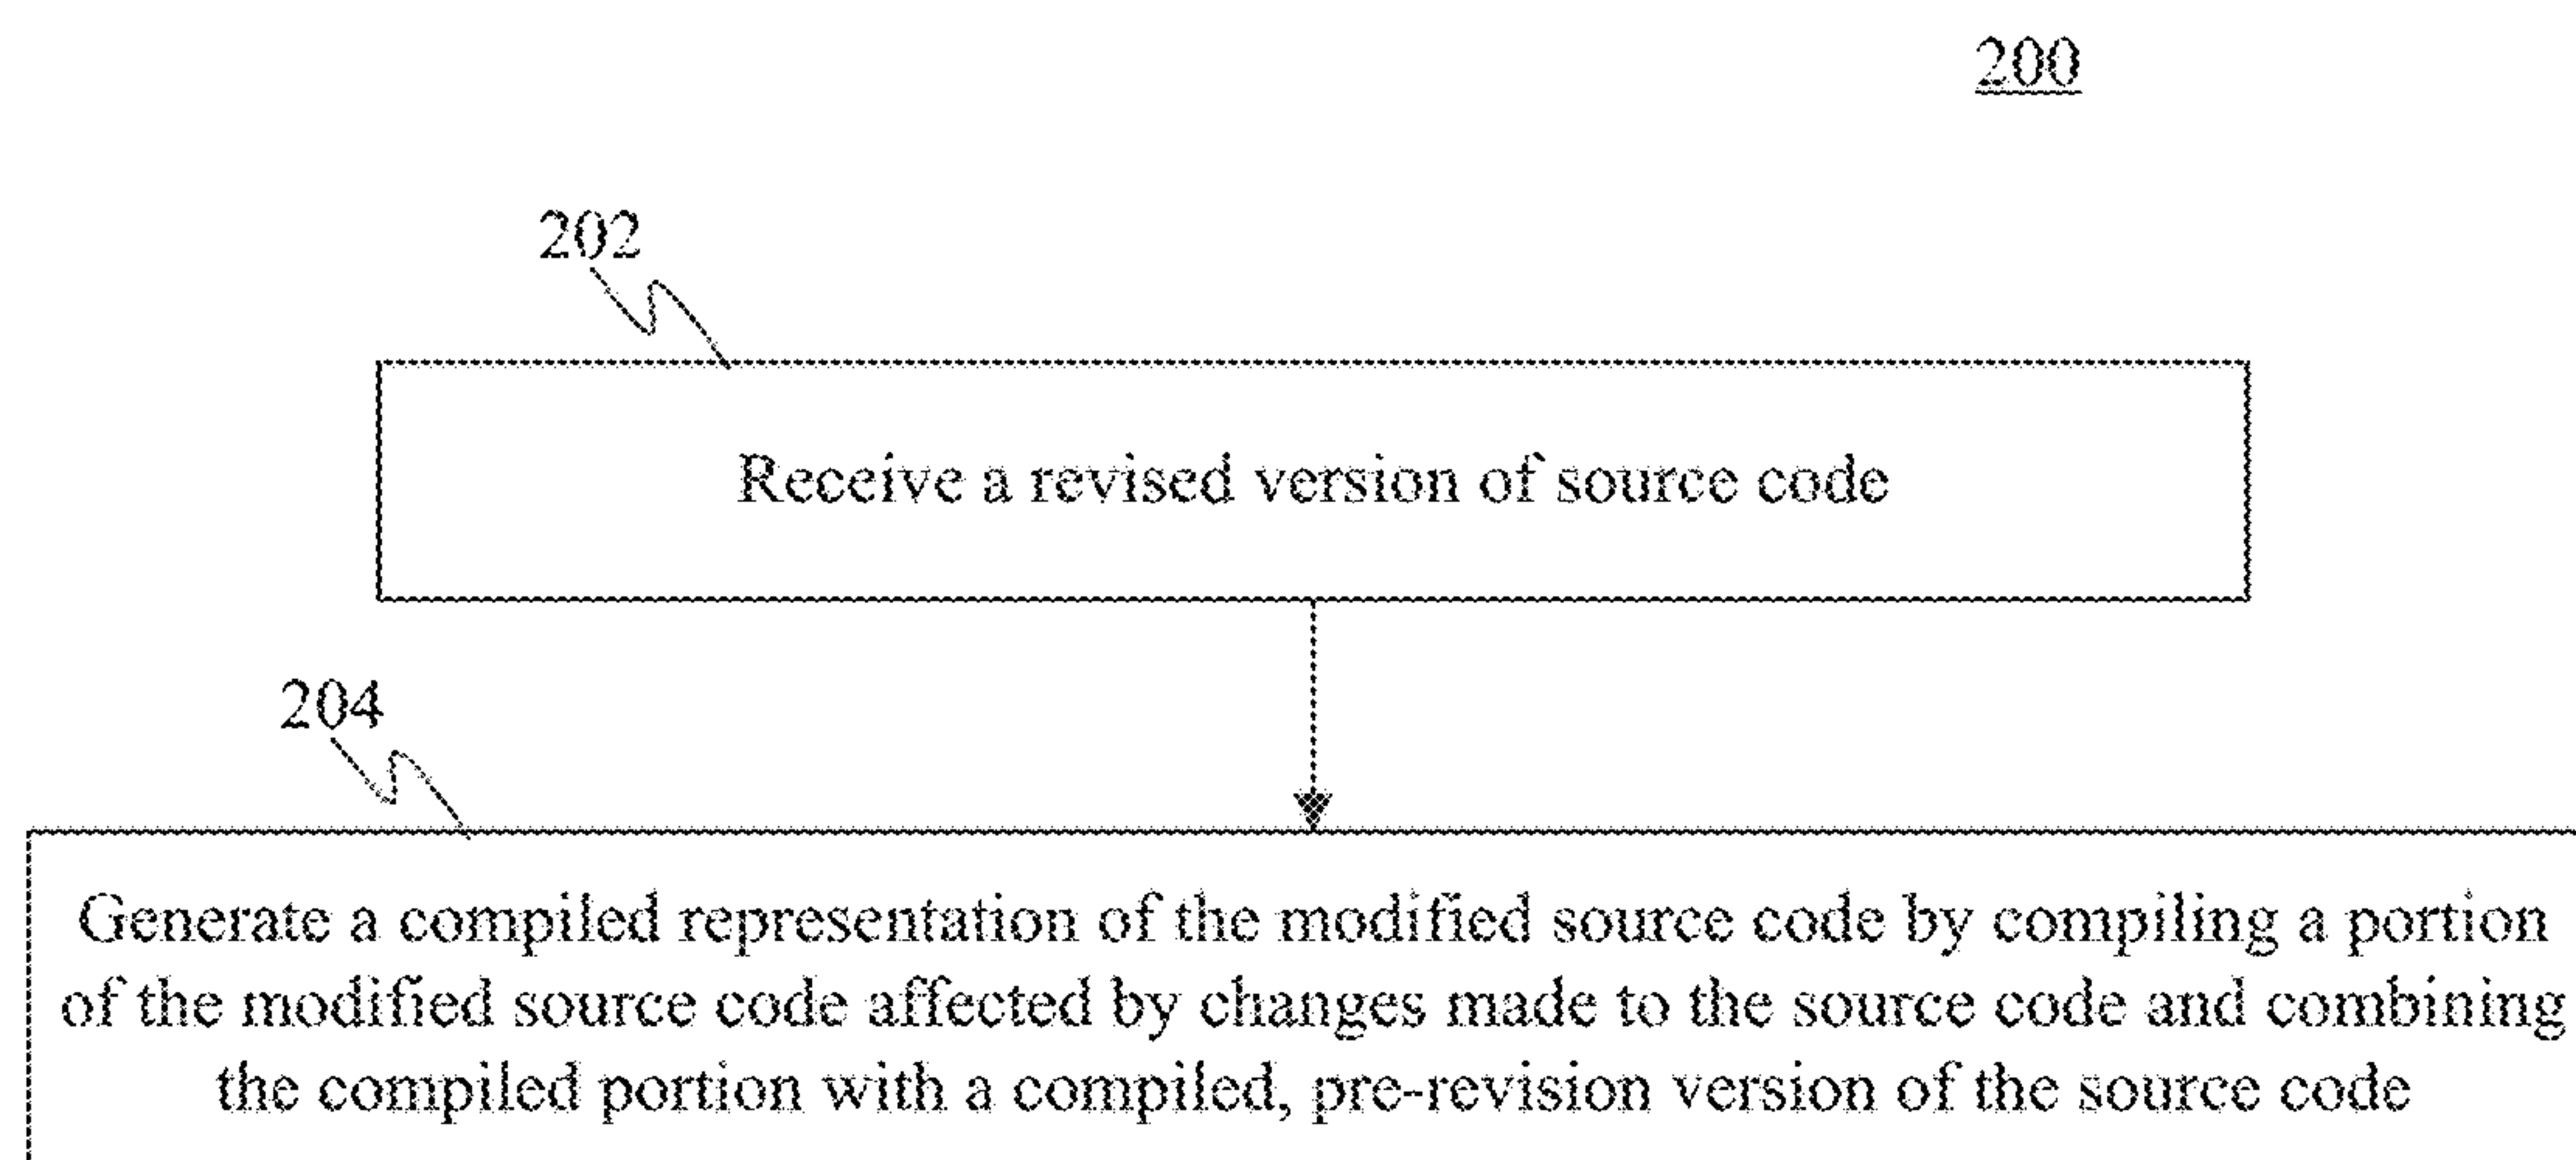 200
202
Receive a revised version of source code
204
Generate a compiled representation of the modified source code by compiling a portion
of the modified source code affected by changes made to the source code and combining
the compiled portion with a compiled, pre-revision version of the source code